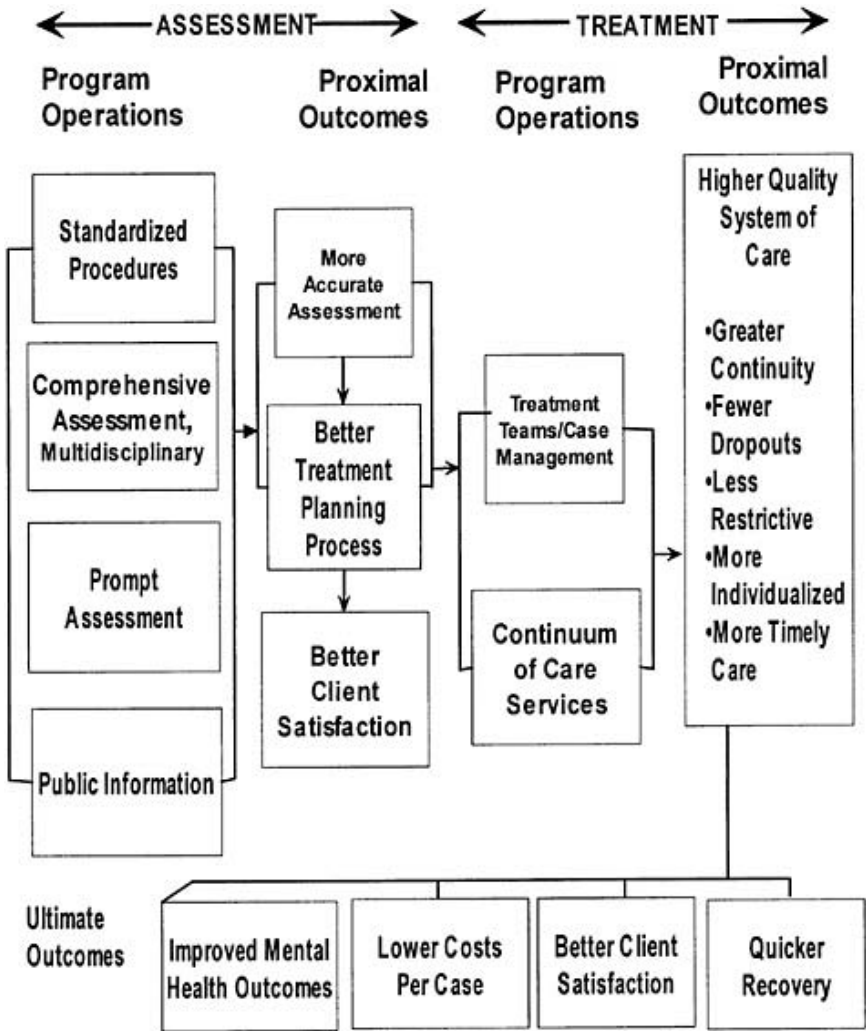 ASSESSMENT
TREATMENT
Program
Operations
Proximal
Outcomes
Program
Operations
Proximal
Outcomes
Standardized
Procedures
Comprehensive
Assessment,
Multidisciplinary
Prompt
Assessment
Public Information
More
Accurate
Assessment
Better
Treatment
Planning
Process
Better
Client
Satisfaction
Treatment
Teams/Case
Management
Continuum
of Care
Services
Higher Quality
System of
Care
•Greater
Continuity
•Fewer
Dropouts
•Less
Restrictive
•More
Individualized
•More Timely
Care
Ultimate
Outcomes
Improved Mental
Health Outcomes
Lower Costs
Per Case
Better Client
Satisfaction
Quicker
Recovery